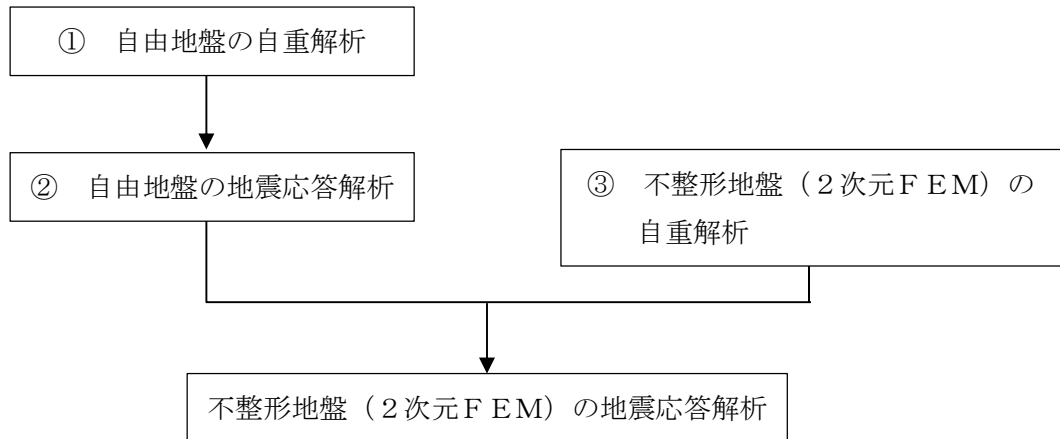 ① 自由地盤の自重解析
② 自由地盤の地震応答解析
③ 不整形地盤（２次元ＦＥＭ）の
自重解析
不整形地盤（２次元ＦＥＭ）の地震応答解析